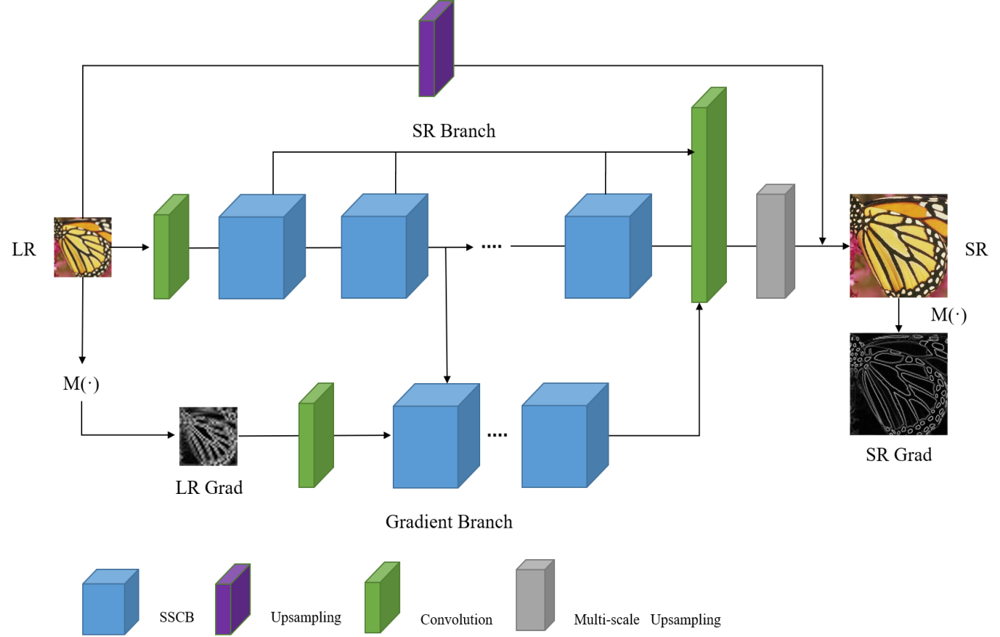 SR Branch
LR
SR
M(·)
M(·)
LR Grad
SR Grad
Gradient Branch
SSCB
Upsampling
Convolution
Multi-scale Upsampling